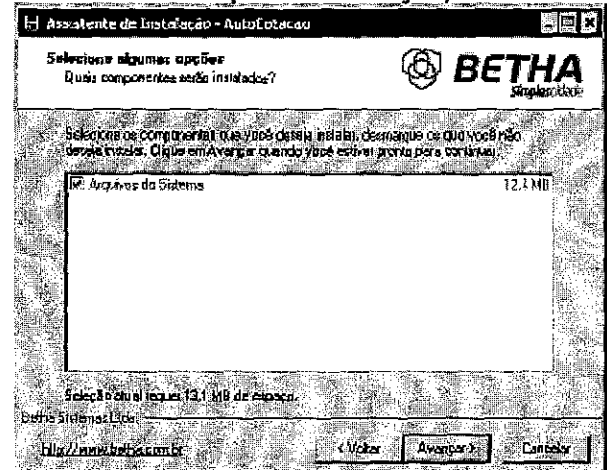 Assistente de Instalação - AutoCotacao
Selecione algumas opções
Quais componentes serão instalados?
BETHA
Simplescidade
Selecione os componentes que você deseja instalar, desmarque os que você não
deseja instalar. Clique em Avançar quando você estiver pronto para continuar.
Arquivos do Sistema 12,1 MB
Seleção atual requer 13,1 MB de espaço.
Betha Sistemas Ltda.
http://www.betha.com.br
< Voltar
Avançar >
Cancelar